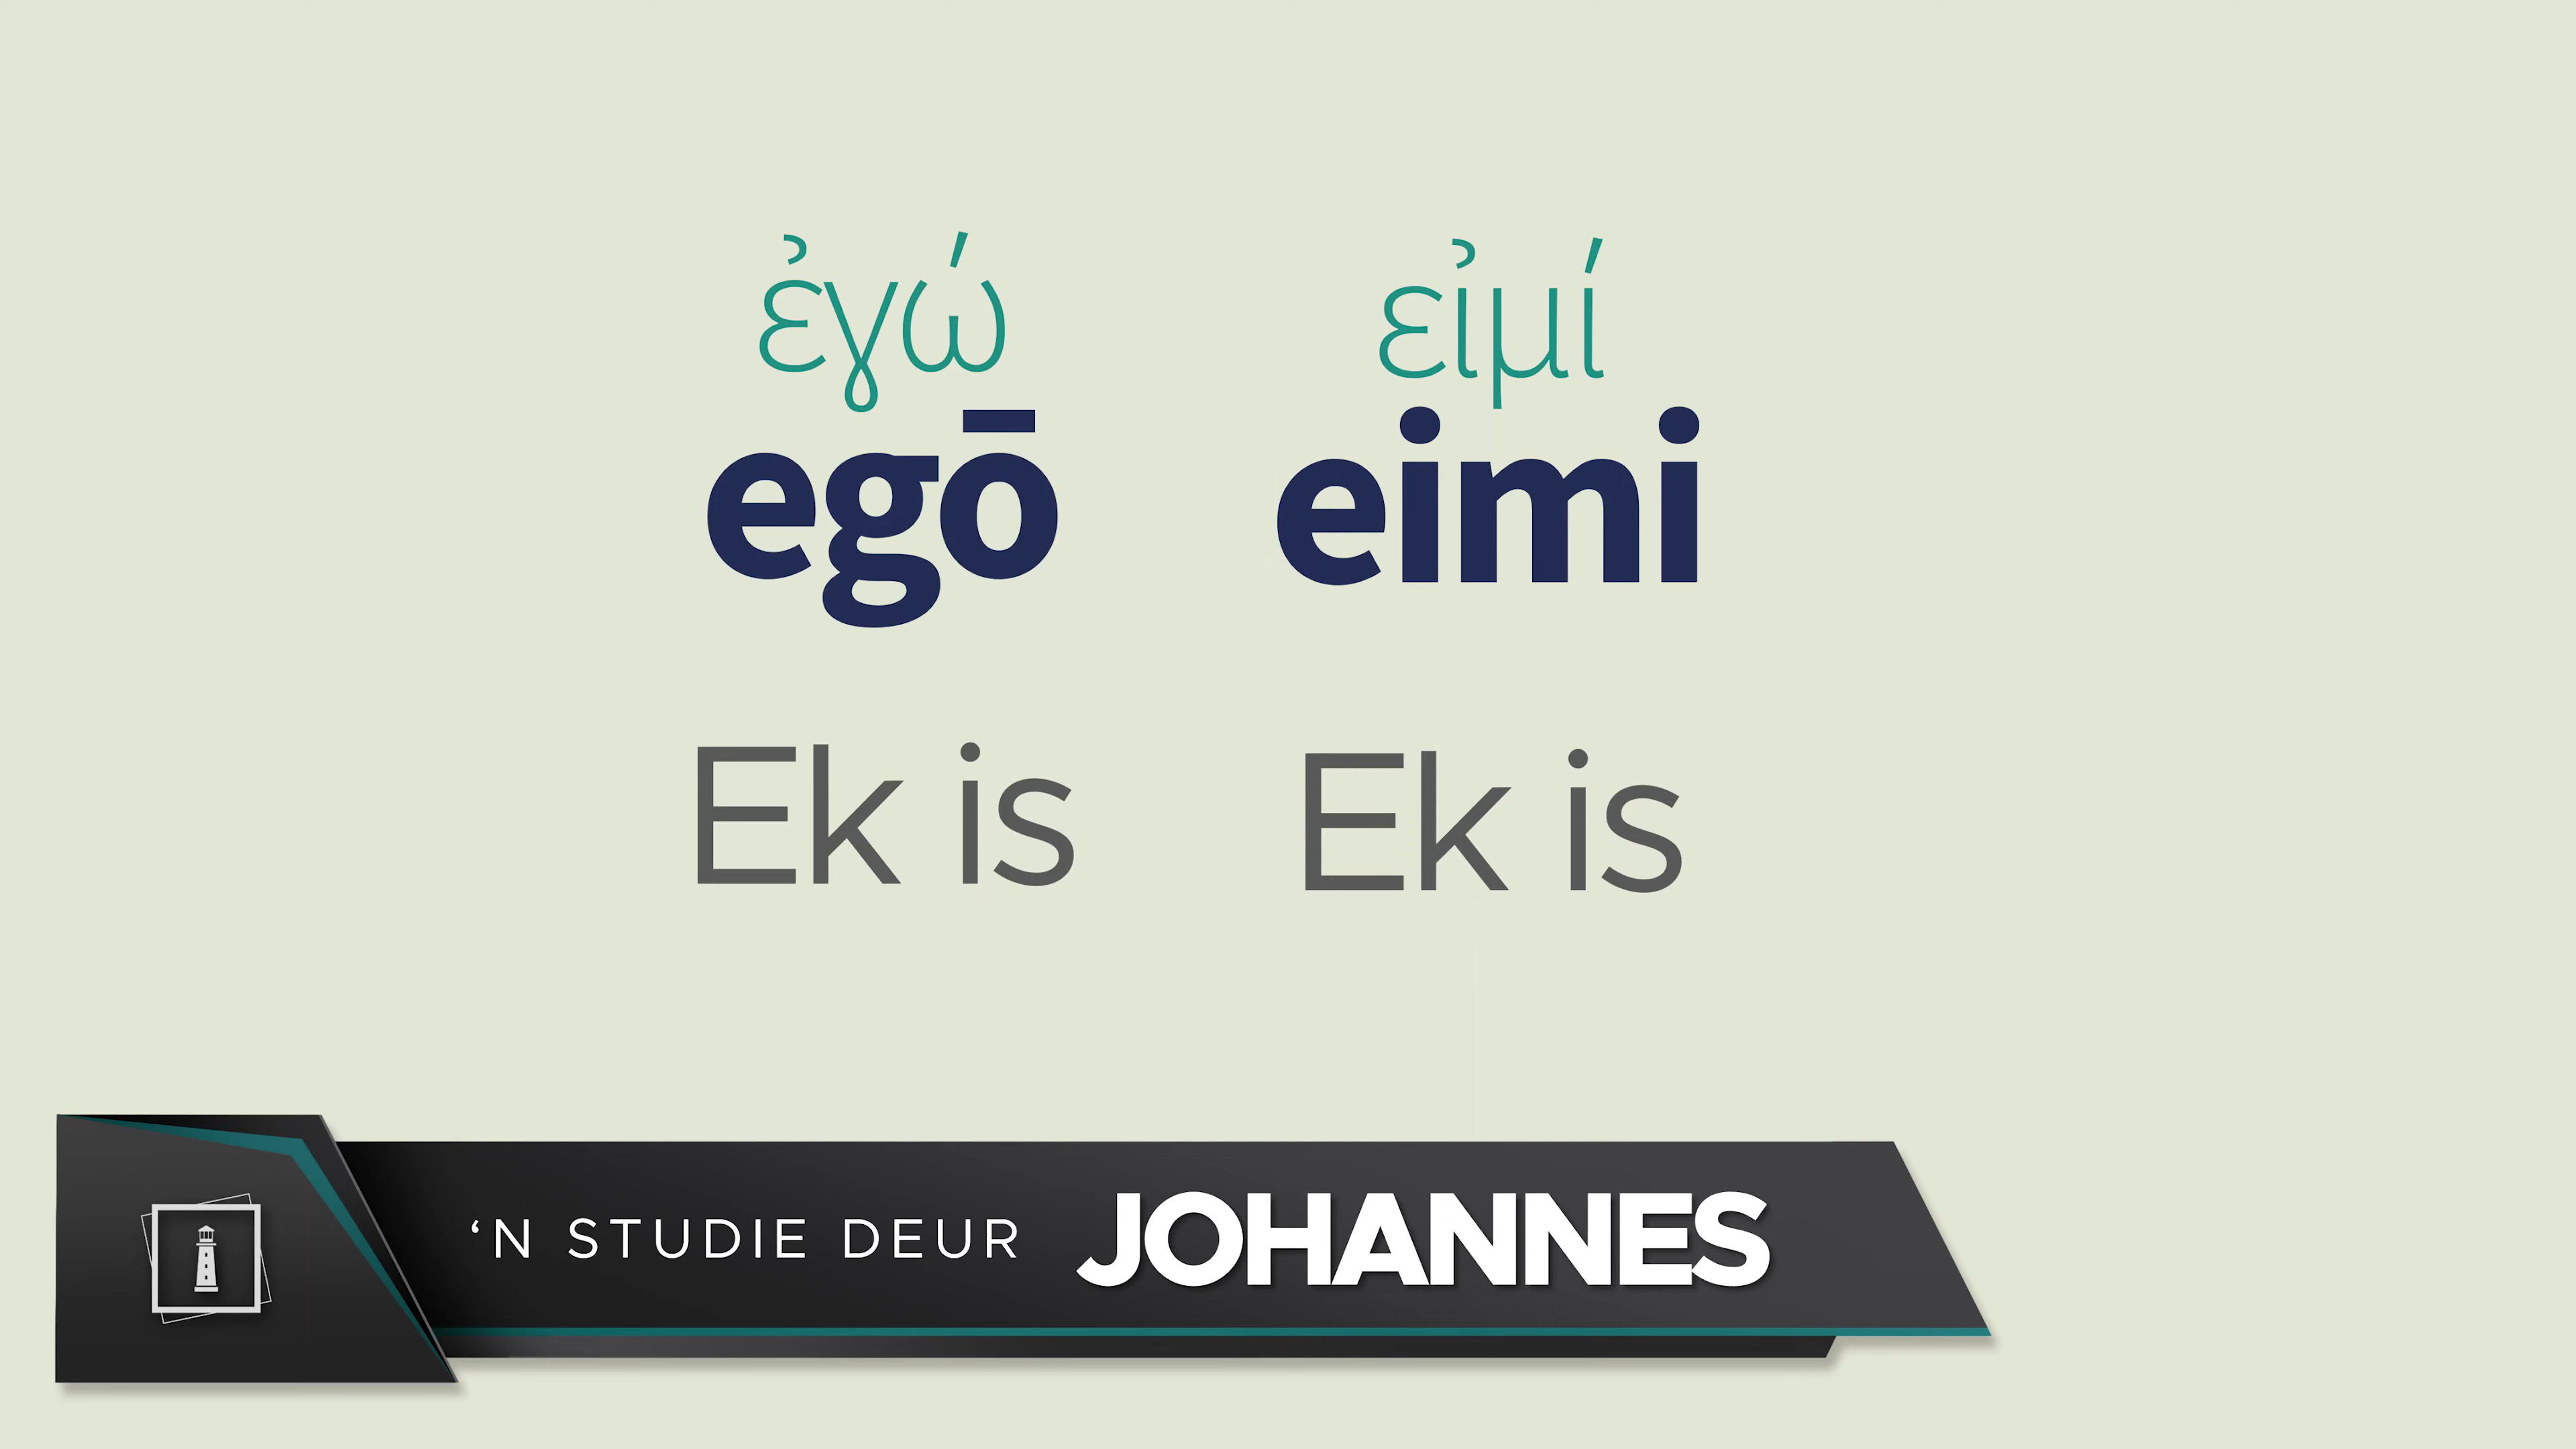 ἐγώ εἰμί
egō eimi
Ek is Ek is
‘N STUDIE DEUR JOHANNES